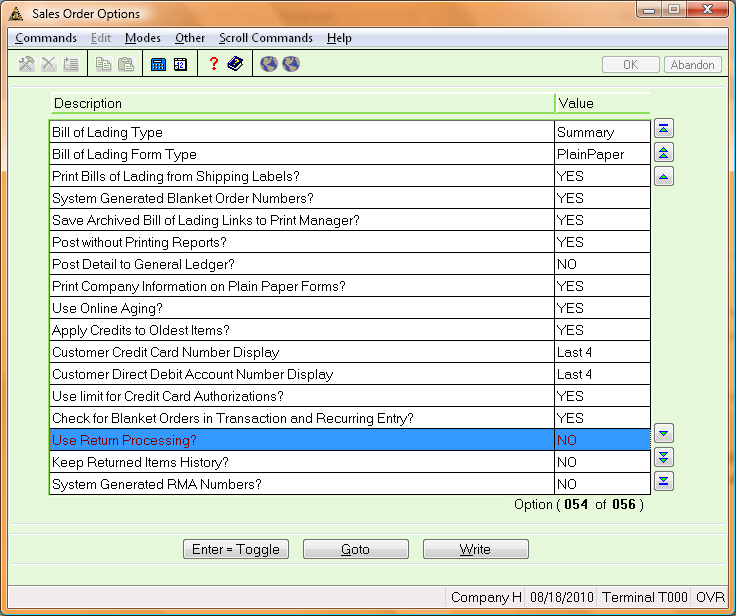 Sales Order Options
Commands Edit Modes Other Scroll Commands Help
? OK Abandon
Description Value
Bill of Lading Type Summary
Bill of Lading Form Type PlainPaper
Print Bills of Lading from Shipping Labels? YES
System Generated Blanket Order Numbers? YES
Save Archived Bill of Lading Links to Print Manager? YES
Post without Printing Reports? YES
Post Detail to General Ledger? NO
Print Company Information on Plain Paper Forms? YES
Use Online Aging? YES
Apply Credits to Oldest Items? YES
Customer Credit Card Number Display Last 4
Customer Direct Debit Account Number Display Last 4
Use limit for Credit Card Authorizations? YES
Check for Blanket Orders in Transaction and Recurring Entry? YES
Use Return Processing? NO
Keep Returned Items History? NO
System Generated RMA Numbers? NO
Option ( 054 of 056 )
Enter = Toggle Goto Write
Company H 08/18/2010 Terminal T000 OVR